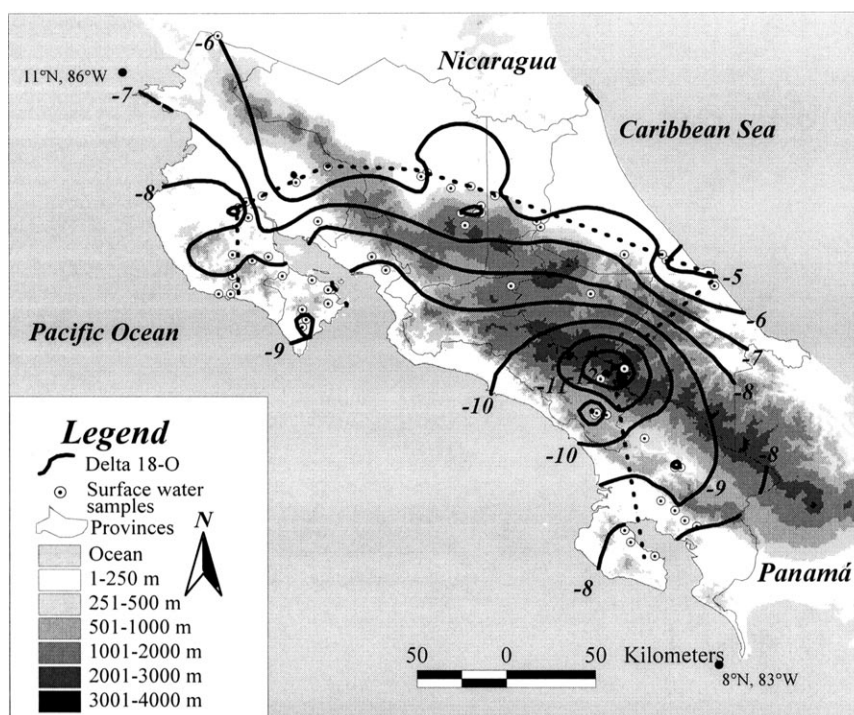 -6
Nicaragua
11°N, 86°W
-7
Caribbean Sea
-8
-5
Pacific Ocean
-6
-9
-7
-8
-11
-12
-10
-10
-8
-9
-8
Panamá
Legend
Delta 18-O
Surface water
samples
Provinces
N
Ocean
1-250 m
251-500 m
501-1000 m
1001-2000 m
2001-3000 m
3001-4000 m
50 0 50 Kilometers
8°N, 83°W